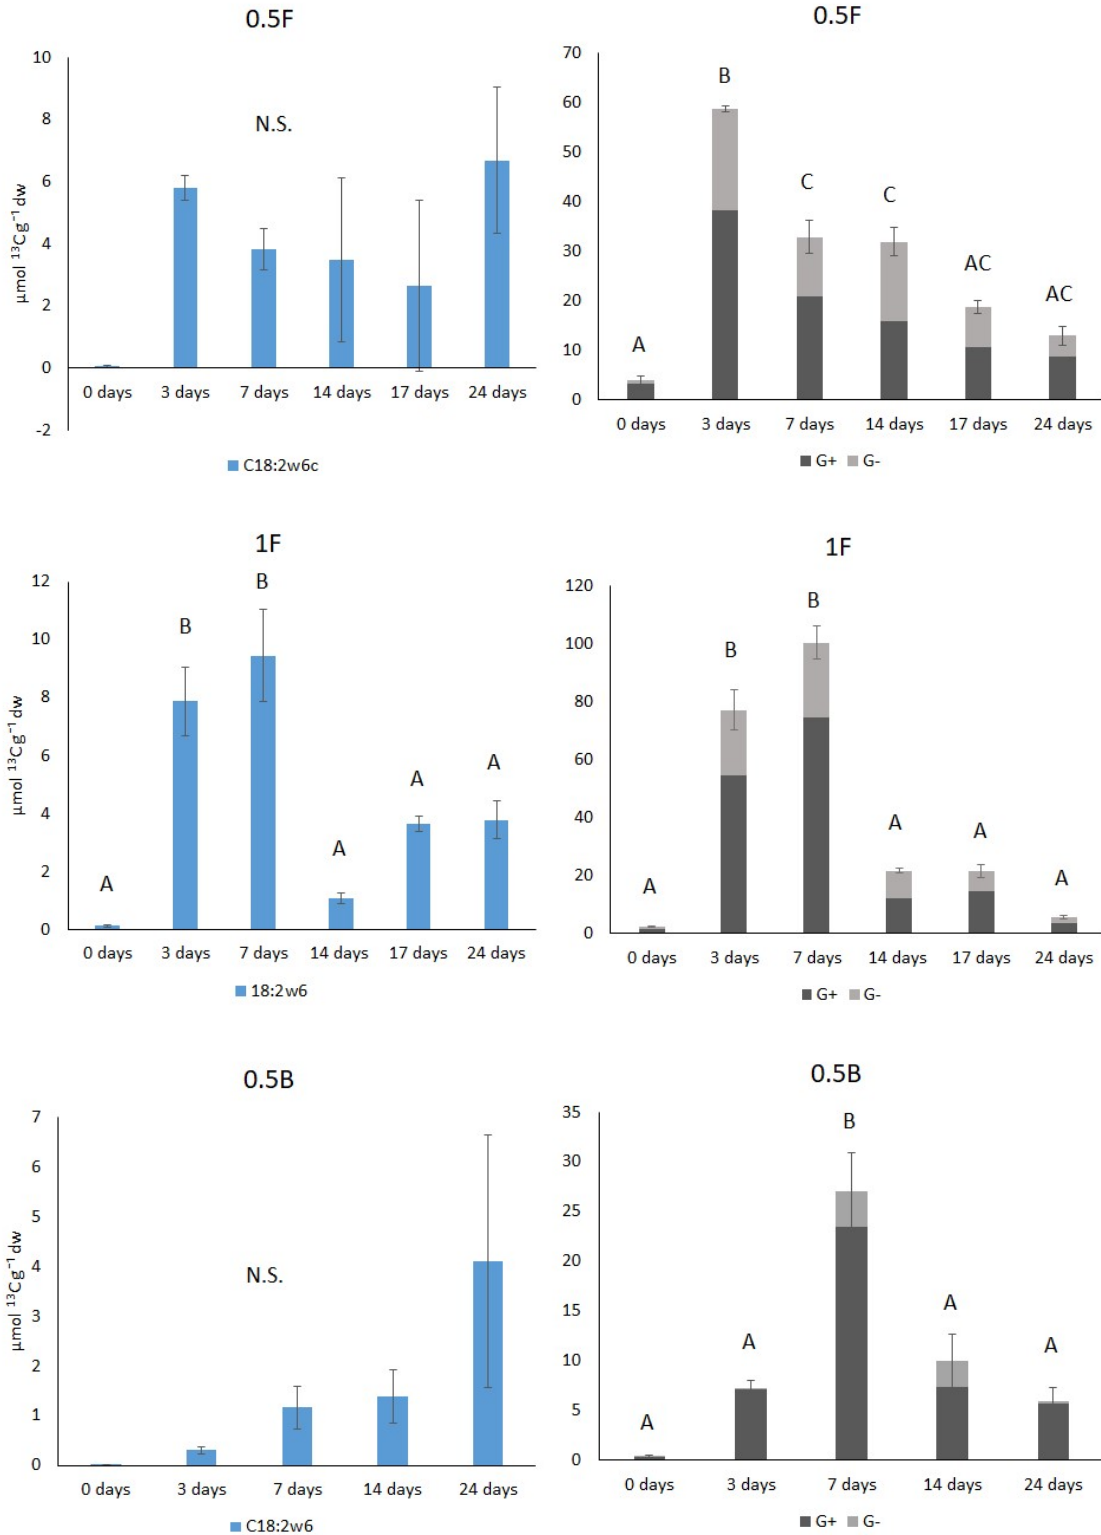 0.5F
10
8
6
4
2
0
-2
μmol ¹³Cg⁻¹ dw
N.S.
0 days 3 days 7 days 14 days 17 days 24 days
C18:2w6c
0.5F
70
60
50
40
30
20
10
0
A B C C AC AC
0 days 3 days 7 days 14 days 17 days 24 days
G+ G-
1F
12
10
8
6
4
2
0
μmol ¹³Cg⁻¹ dw
A B B A A A
0 days 3 days 7 days 14 days 17 days 24 days
18:2w6
1F
120
100
80
60
40
20
0
A B B A A A
0 days 3 days 7 days 14 days 17 days 24 days
G+ G-
0.5B
7
6
5
4
3
2
1
0
μmol ¹³Cg⁻¹ dw
N.S.
0 days 3 days 7 days 14 days 24 days
C18:2w6
0.5B
35
30
25
20
15
10
5
0
A A B A A
0 days 3 days 7 days 14 days 24 days
G+ G-